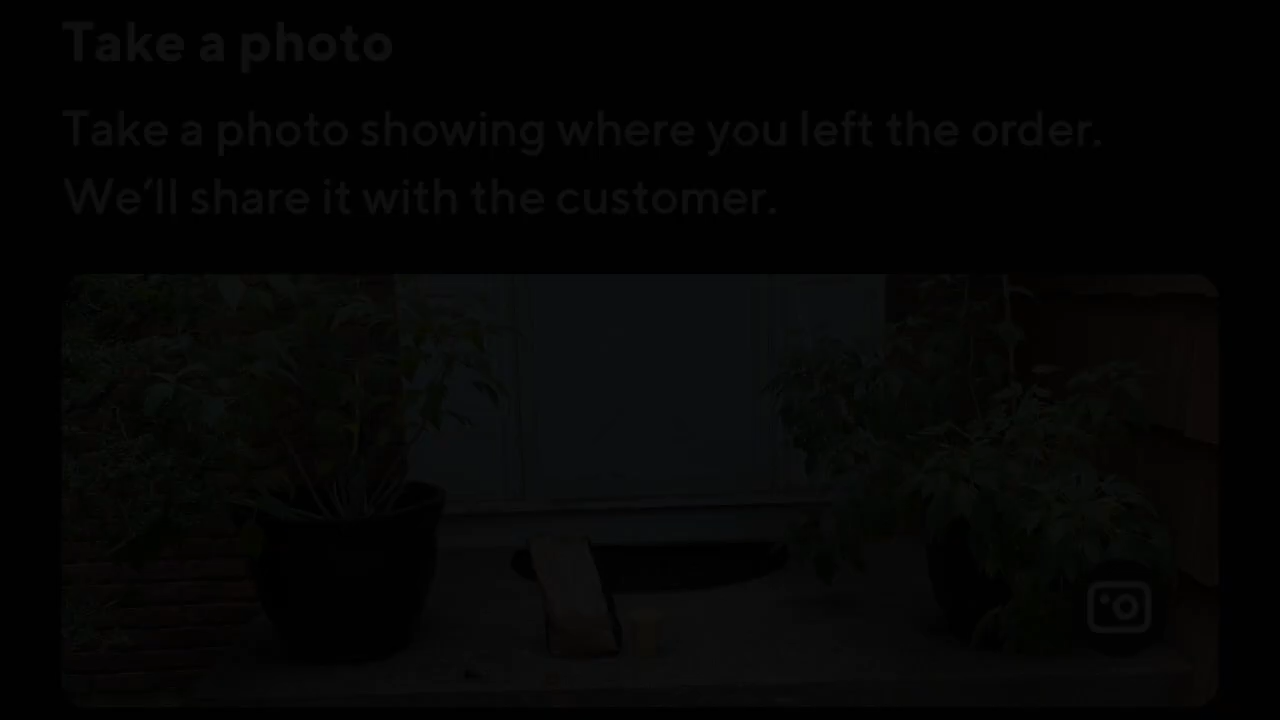 Take a photo
Take a photo showing where you left the order.
We’ll share it with the customer.